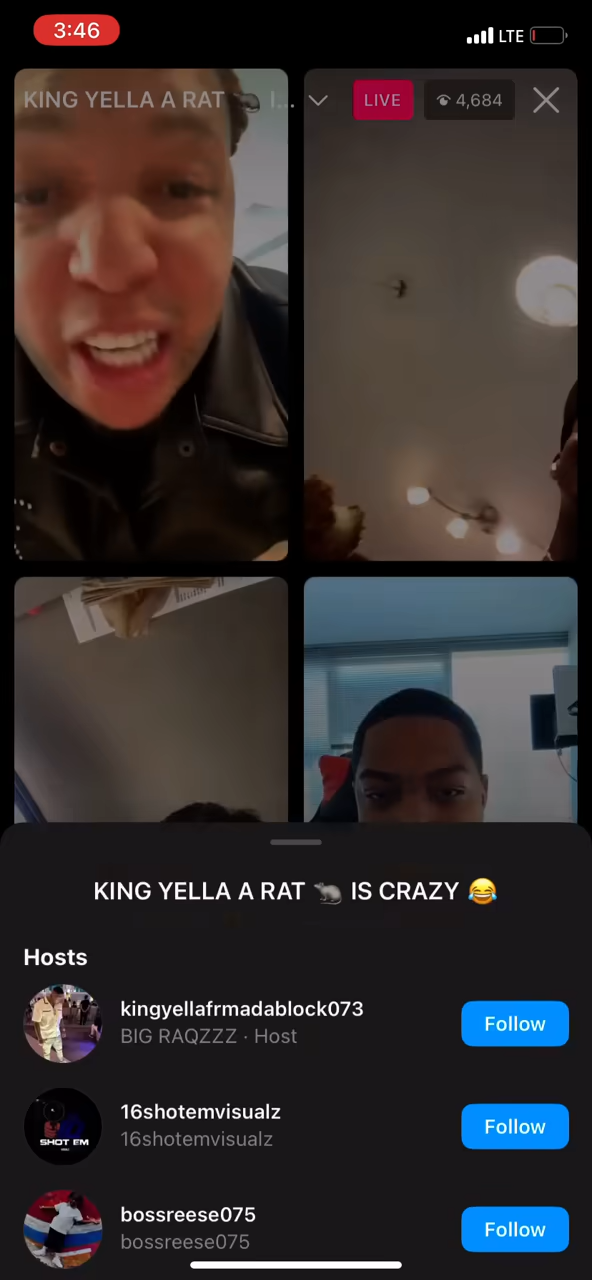 3:46
LTE
KING YELLA A RAT 🐀 I...
LIVE
4,684
KING YELLA A RAT 🐀 IS CRAZY 😂
Hosts
kingyellafrmadablock073
BIG RAQZZZ · Host
Follow
SHOT EM
16shotemvisualz
16shotemvisualz
Follow
bossreese075
bossreese075
Follow